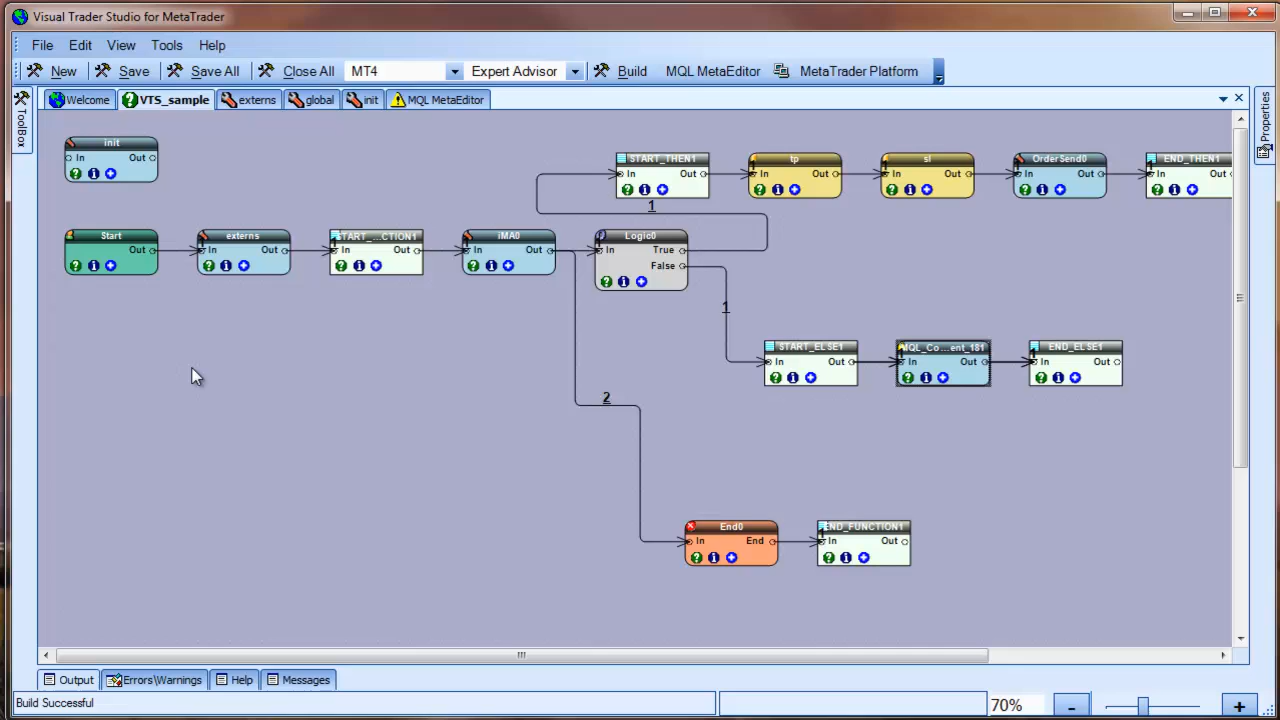 Visual Trader Studio for MetaTrader
File Edit View Tools Help
New Save Save All Close All MT4 Expert Advisor Build MQL MetaEditor MetaTrader Platform
Welcome VTS_sample externs global init MQL MetaEditor
ToolBox
Properties
init
In Out
START_THEN1
In Out
tp
In Out
sl
In Out
OrderSend0
In Out
END_THEN1
In Out
1
Start
Out
externs
In Out
START_...CTION1
In Out
iMA0
In Out
Logic0
In True
False
1
START_ELSE1
In Out
MQL_Co...ent_181
In Out
END_ELSE1
In Out
2
End0
In End
END_FUNCTION1
In Out
Output Errors\Warnings Help Messages
Build Successful
70% - +